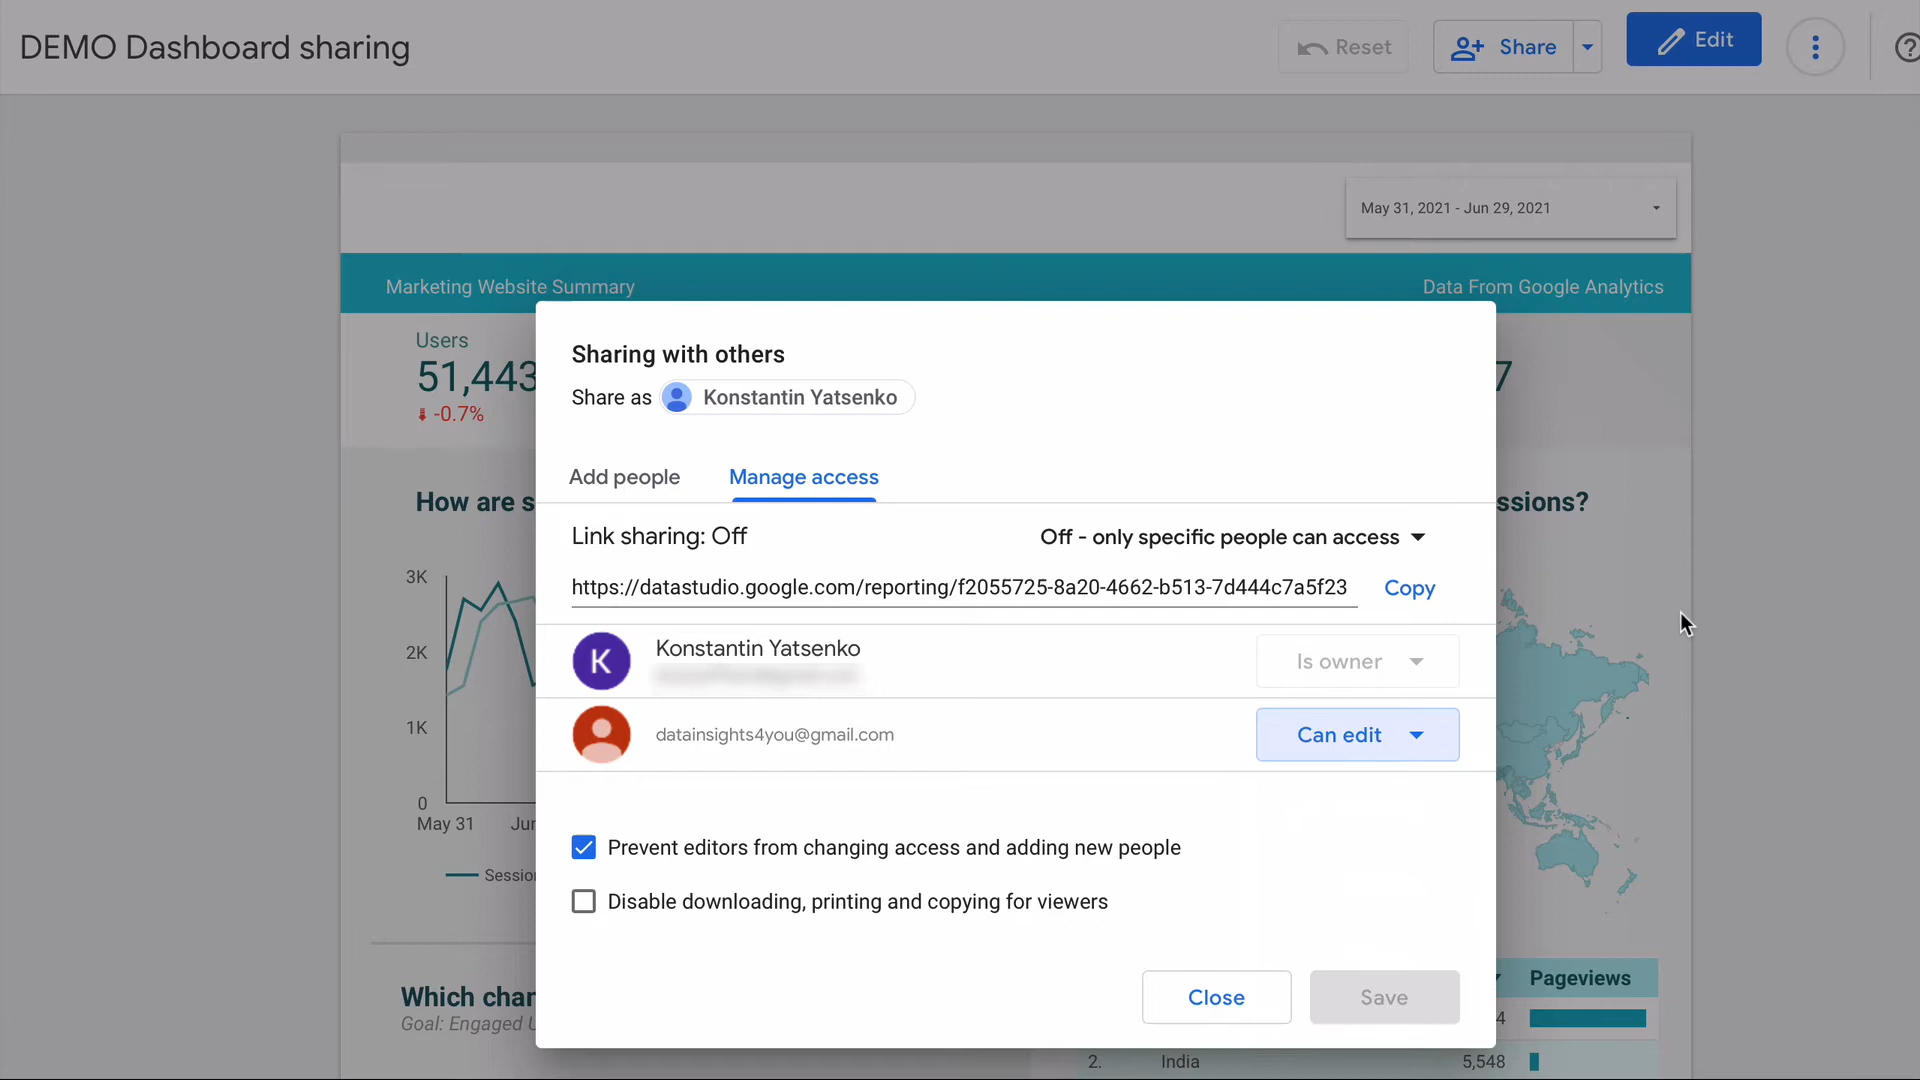 DEMO Dashboard sharing
Reset
Share
Edit
May 31, 2021 - Jun 29, 2021
Marketing Website Summary
Data From Google Analytics
Users
51,443
-0.7%
7
Sharing with others
Share as Konstantin Yatsenko
Add people
Manage access
How are s
ssions?
Link sharing: Off
Off - only specific people can access
https://datastudio.google.com/reporting/f2055725-8a20-4662-b513-7d444c7a5f23
Copy
3K
2K
1K
0
May 31
Jun
Session
K
Konstantin Yatsenko
Is owner
datainsights4you@gmail.com
Can edit
Prevent editors from changing access and adding new people
Disable downloading, printing and copying for viewers
Close
Save
Which chan
Goal: Engaged U
Pageviews
4
2.
India
5,548